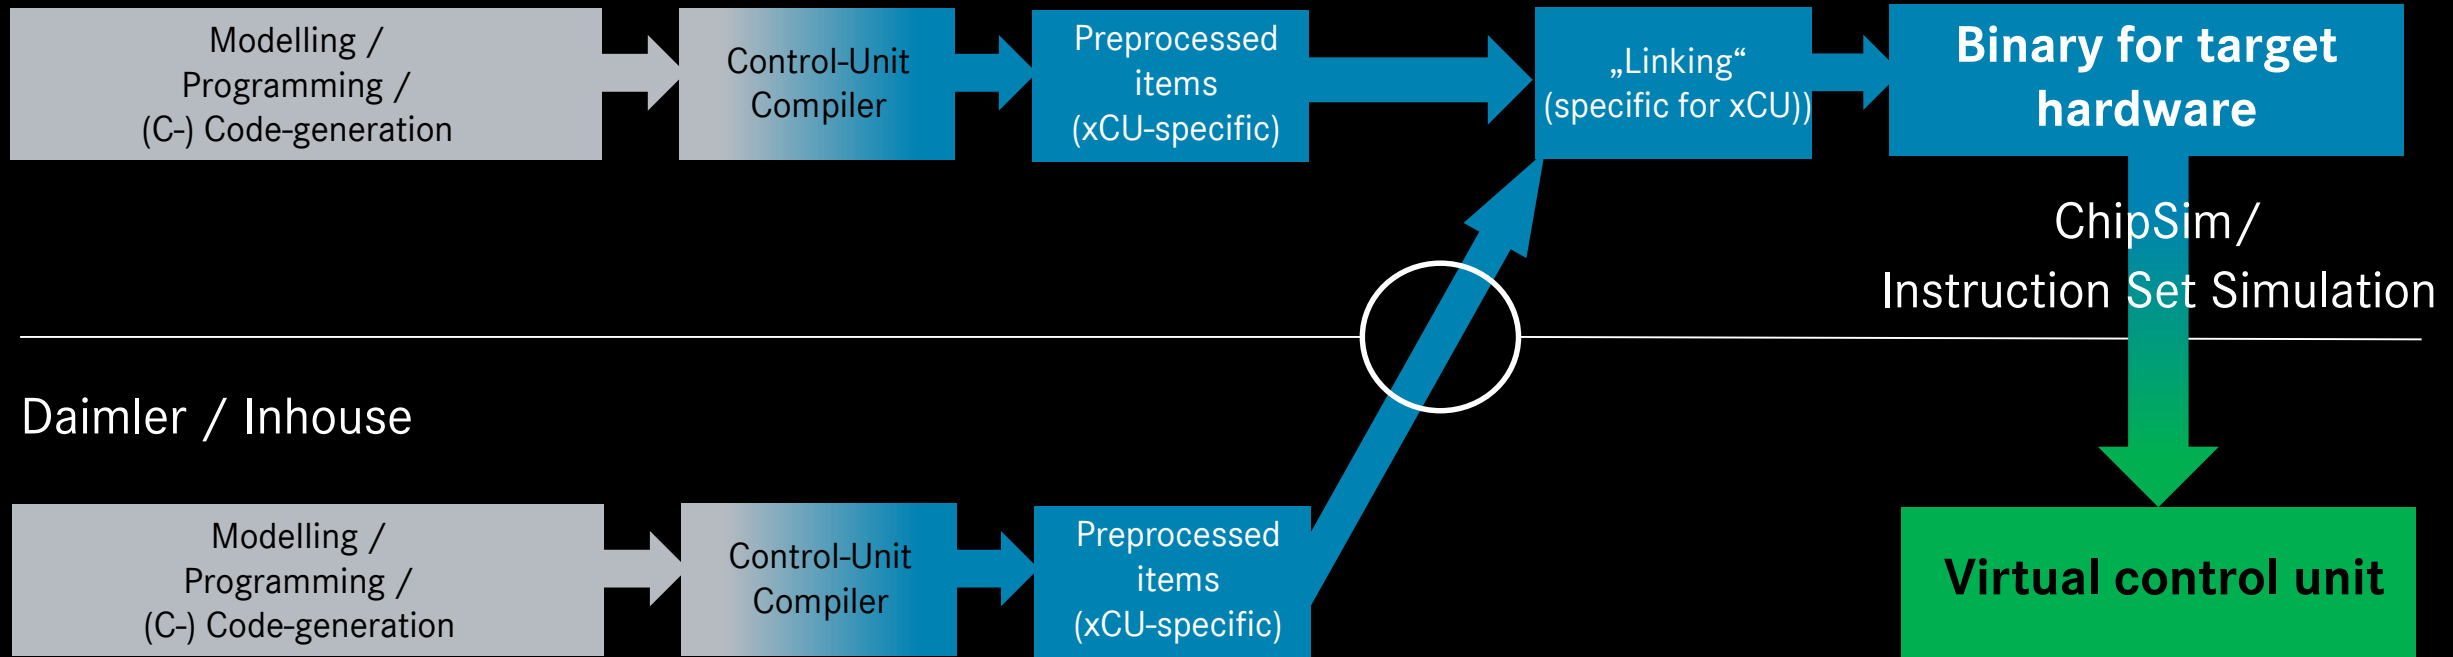 Modelling /
Programming /
(C-) Code-generation
Control-Unit
Compiler
Preprocessed
items
(xCU-specific)
„Linking“
(specific for xCU))
Binary for target
hardware
ChipSim/
Instruction Set Simulation
Daimler / Inhouse
Modelling /
Programming /
(C-) Code-generation
Control-Unit
Compiler
Preprocessed
items
(xCU-specific)
Virtual control unit